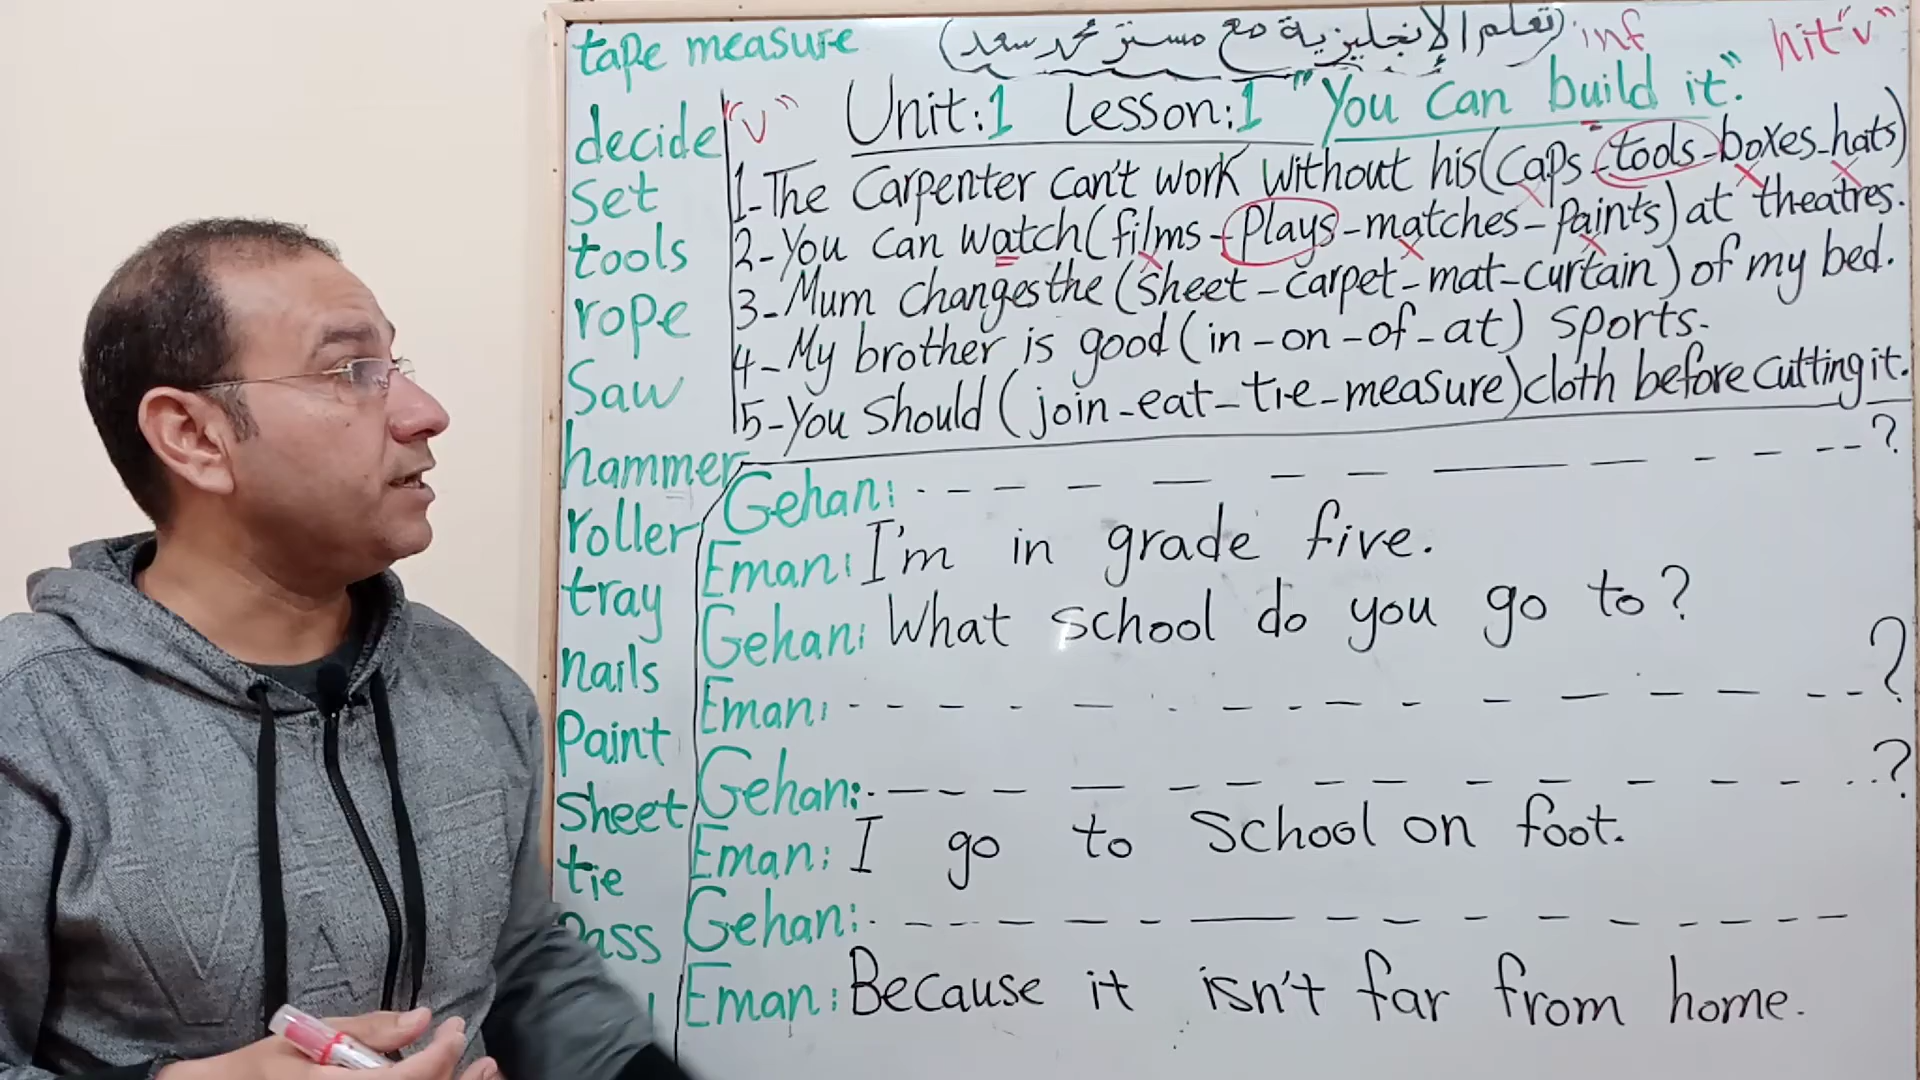 tape measure
(تعلم الإنجليزية مع مستر محمد سعد)
inf
hit "v"
Unit:1 Lesson:1 "You Can build it."
decide "v"
set
tools
rope
Saw
hammer
roller
tray
nails
Paint
Sheet
tie
Pass
1-The Carpenter can't work without his (caps-tools-boxes-hats)
2-You can watch (films-Plays-matches-Paints) at theatres.
3-Mum changes the (sheet-carpet-mat-curtain) of my bed.
4-My brother is good (in-on-of-at) sports.
5-You should (join-eat-tie-measure) cloth before cutting it.
Gehan: ?
Eman: I'm in grade five.
Gehan: What school do you go to?
Eman: ?
Gehan: ?
Eman: I go to School on foot.
Gehan:
Eman: Because it isn't far from home.